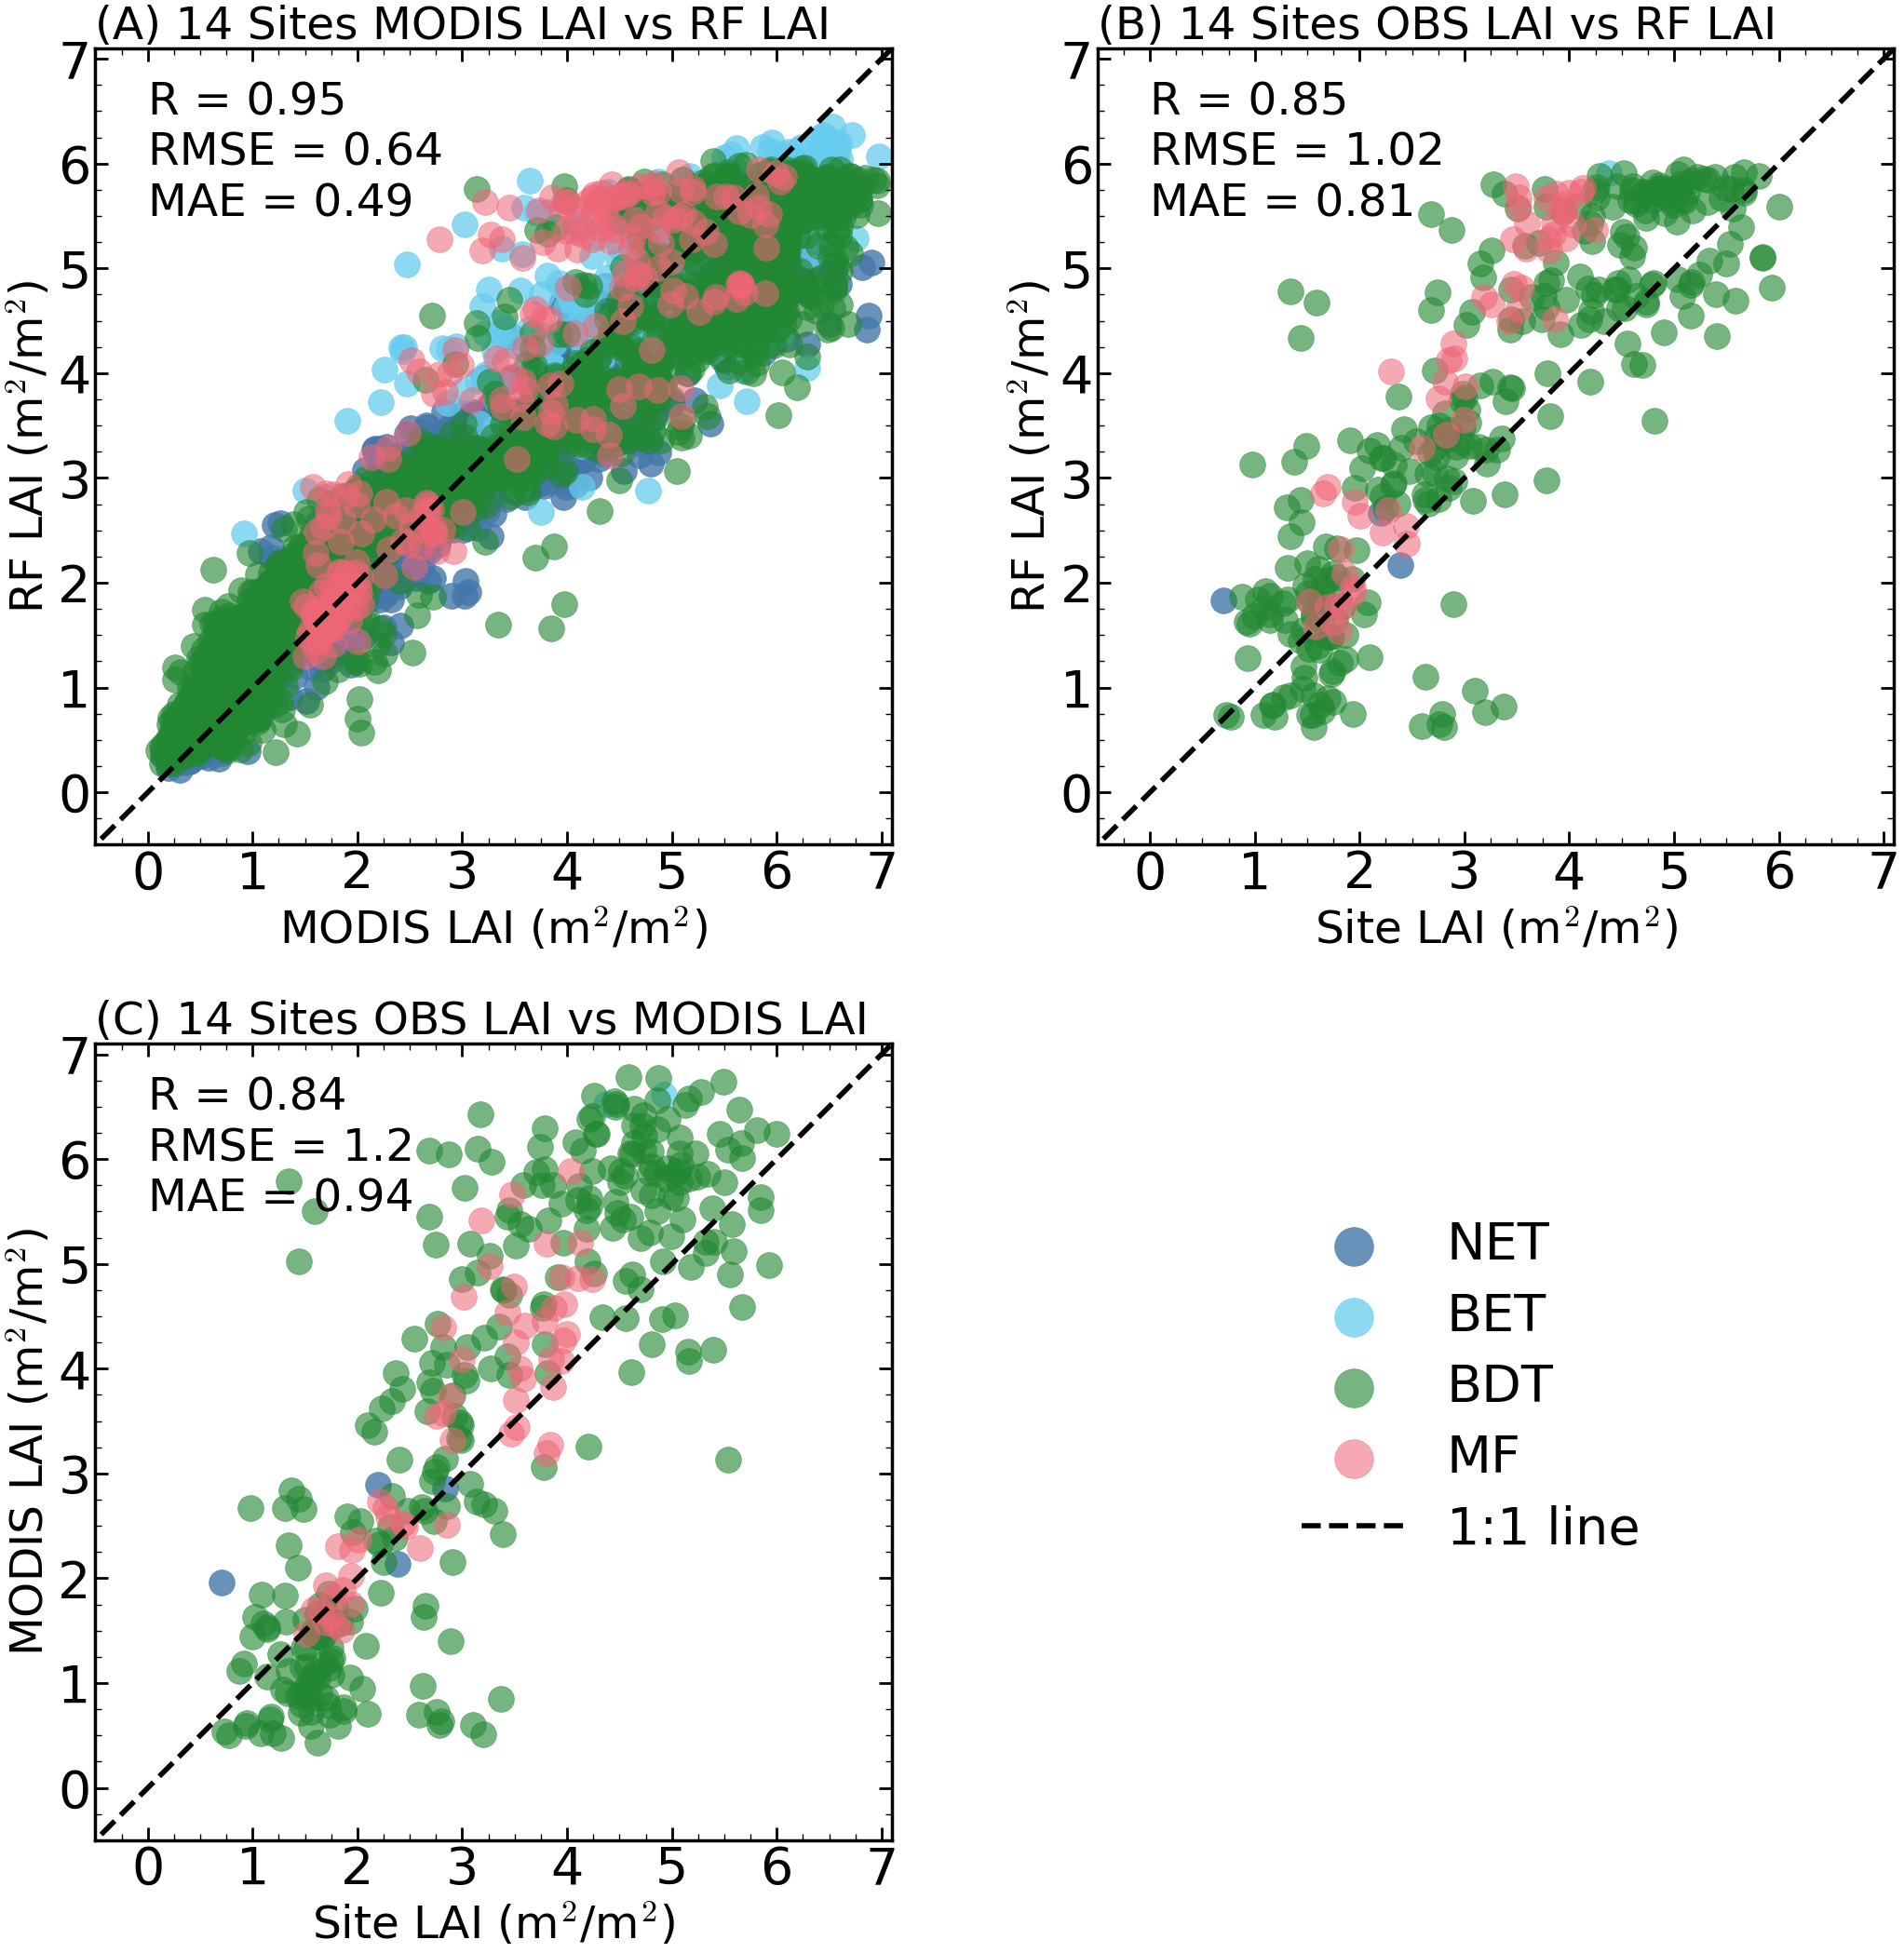 (A) 14 Sites MODIS LAI vs RF LAI
R = 0.95
RMSE = 0.64
MAE = 0.49
7
6
5
4
3
2
1
0
RF LAI (m²/m²)
0 1 2 3 4 5 6 7
MODIS LAI (m²/m²)
(B) 14 Sites OBS LAI vs RF LAI
R = 0.85
RMSE = 1.02
MAE = 0.81
7
6
5
4
3
2
1
0
RF LAI (m²/m²)
0 1 2 3 4 5 6 7
Site LAI (m²/m²)
(C) 14 Sites OBS LAI vs MODIS LAI
R = 0.84
RMSE = 1.2
MAE = 0.94
7
6
5
4
3
2
1
0
MODIS LAI (m²/m²)
0 1 2 3 4 5 6 7
Site LAI (m²/m²)
NET
BET
BDT
MF
1:1 line